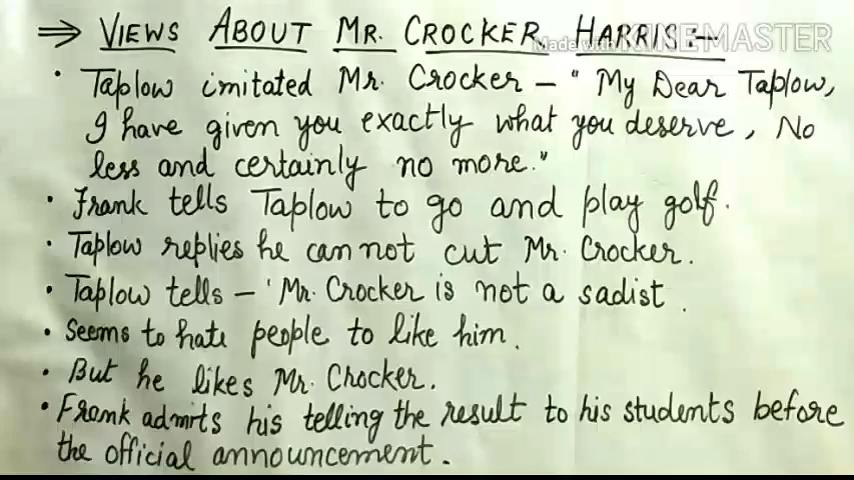 ⇒ VIEWS ABOUT MR. CROCKER HARRIS:-
Made with KINEMASTER
• Taplow imitated Mr. Crocker – "My Dear Taplow,
I have given you exactly what you deserve, No
less and certainly no more."
• Frank tells Taplow to go and play golf.
• Taplow replies he can not cut Mr. Crocker.
• Taplow tells – 'Mr. Crocker is not a sadist.
• Seems to hate people to like him.
• But he likes Mr. Crocker.
• Frank admits his telling the result to his students before
the official announcement.